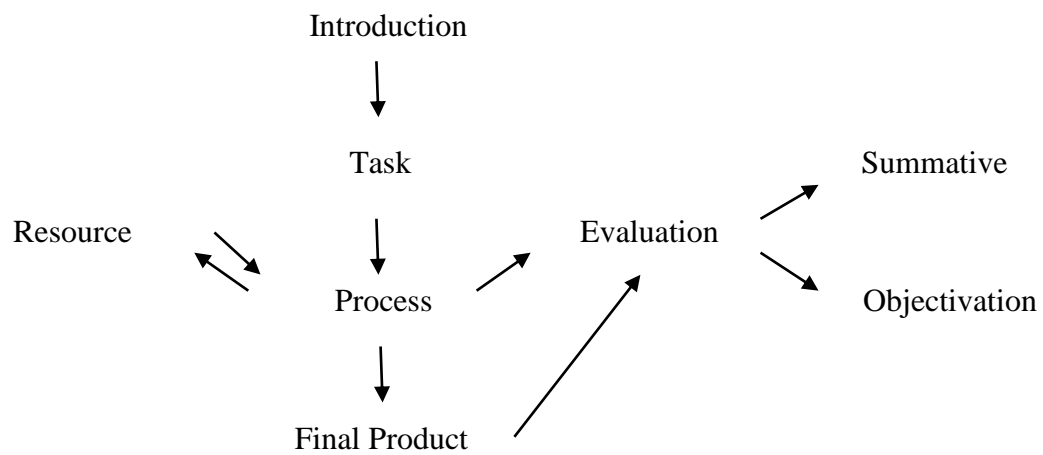 Introduction
Task
Summative
Resource
Evaluation
Process
Objectivation
Final Product